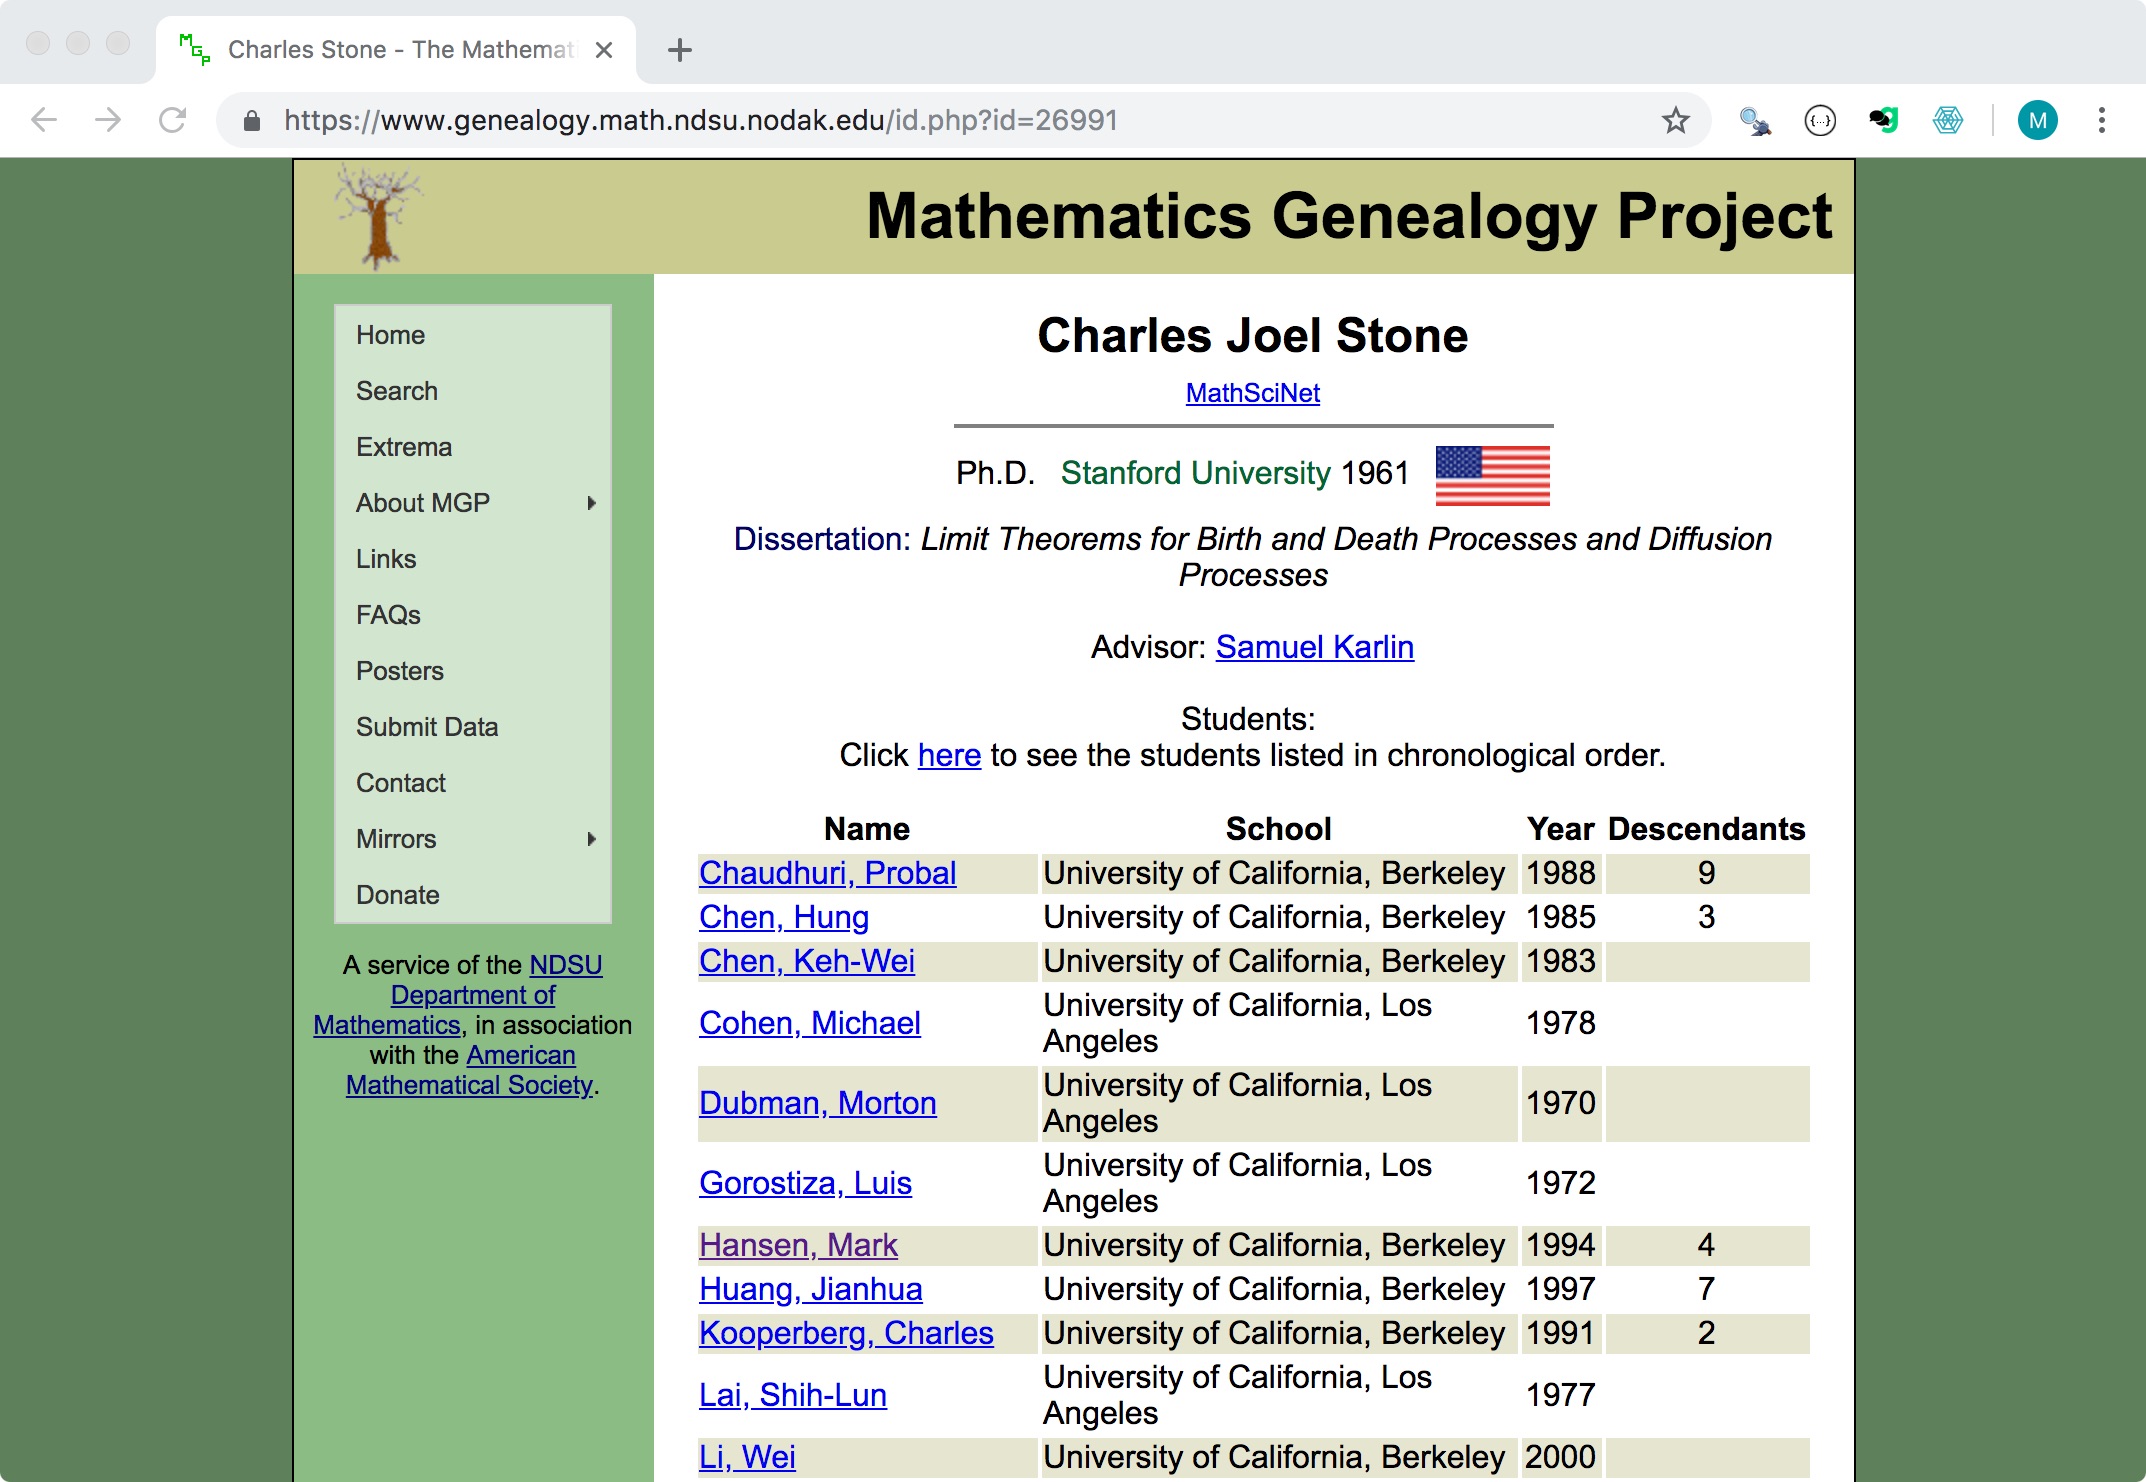 Charles Stone - The Mathemat
https://www.genealogy.math.ndsu.nodak.edu/id.php?id=26991
M
Mathematics Genealogy Project
Home
Search
Extrema
About MGP
Links
FAQs
Posters
Submit Data
Contact
Mirrors
Donate
A service of the NDSU
Department of
Mathematics, in association
with the American
Mathematical Society.
Charles Joel Stone
MathSciNet
Ph.D. Stanford University 1961
Dissertation: Limit Theorems for Birth and Death Processes and Diffusion
Processes
Advisor: Samuel Karlin
Students:
Click here to see the students listed in chronological order.
Name School Year Descendants
Chaudhuri, Probal University of California, Berkeley 1988 9
Chen, Hung University of California, Berkeley 1985 3
Chen, Keh-Wei University of California, Berkeley 1983
Cohen, Michael University of California, Los
Angeles 1978
Dubman, Morton University of California, Los
Angeles 1970
Gorostiza, Luis University of California, Los
Angeles 1972
Hansen, Mark University of California, Berkeley 1994 4
Huang, Jianhua University of California, Berkeley 1997 7
Kooperberg, Charles University of California, Berkeley 1991 2
Lai, Shih-Lun University of California, Los
Angeles 1977
Li, Wei University of California, Berkeley 2000